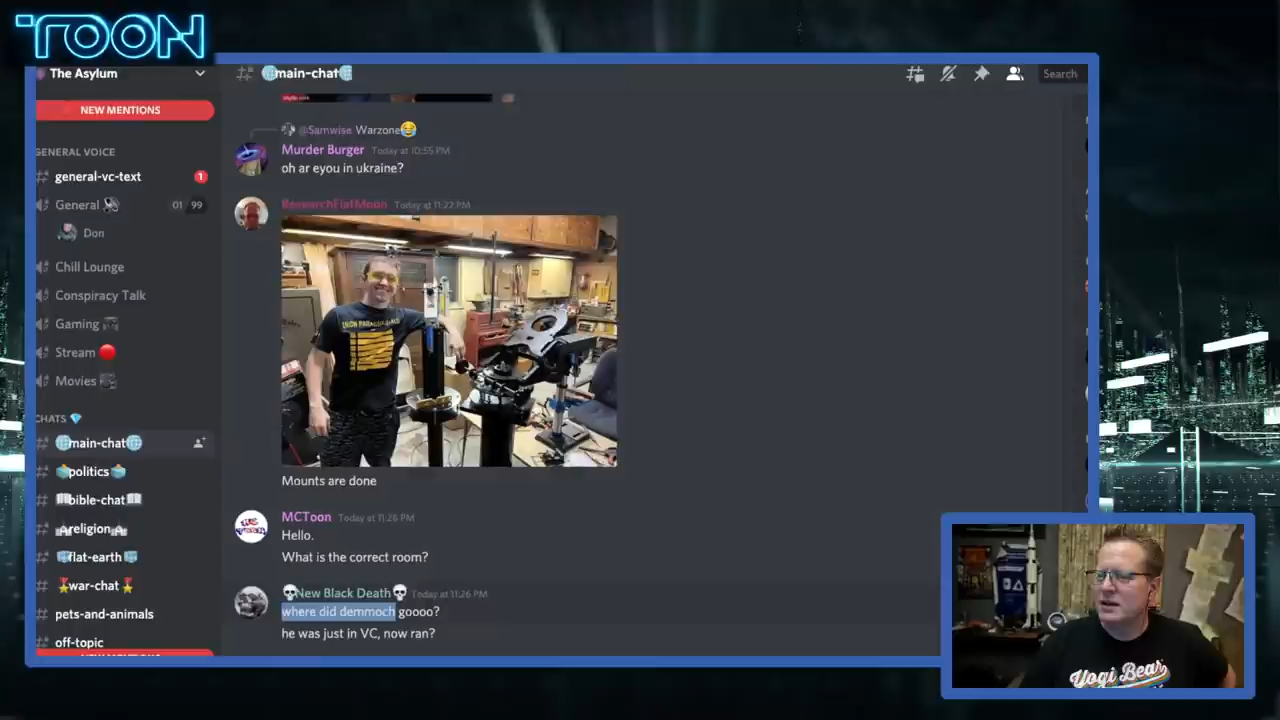 TOON
The Asylum
main-chat
Search
NEW MENTIONS
@Samwise Warzone
Murder Burger Today at 10:55 PM
oh ar eyou in ukraine?
GENERAL VOICE
general-vc-text 1
General 01 99
Don
Chill Lounge
Conspiracy Talk
Gaming
Stream
Movies
CHATS
main-chat
politics
bible-chat
religion
flat-earth
war-chat
pets-and-animals
off-topic
ResearchFlatMoon Today at 11:22 PM
Mounts are done
MCToon Today at 11:26 PM
Hello.
What is the correct room?
New Black Death Today at 11:26 PM
where did demmoch goooo?
he was just in VC, now ran?
Yogi Bear